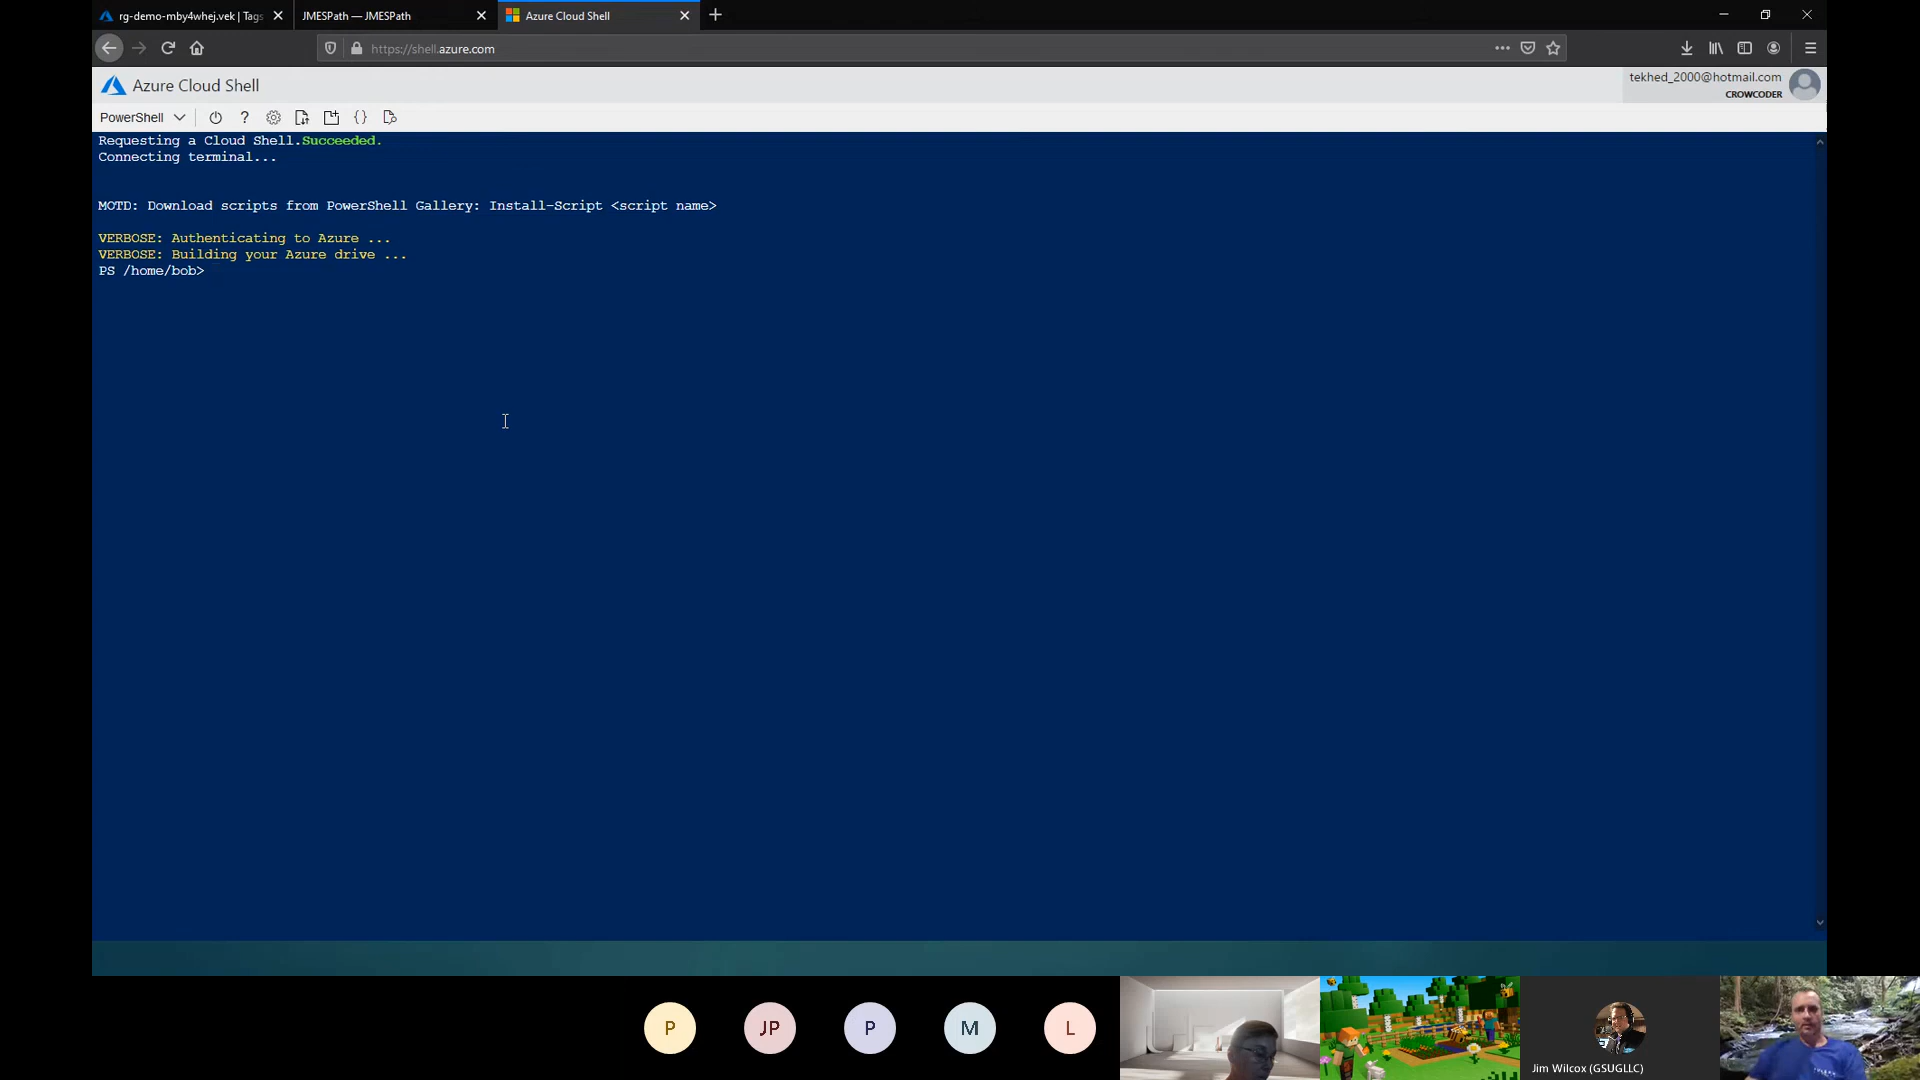 rg-demo-mby4whej.vek | Tags
JMESPath — JMESPath
Azure Cloud Shell
https://shell.azure.com
Azure Cloud Shell
tekhed_2000@hotmail.com
CROWCODER
PowerShell
Requesting a Cloud Shell.Succeeded.
Connecting terminal...
MOTD: Download scripts from PowerShell Gallery: Install-Script <script name>
VERBOSE: Authenticating to Azure ...
VERBOSE: Building your Azure drive ...
PS /home/bob>
P
JP
P
M
L
Jim Wilcox (GSUGLLC)